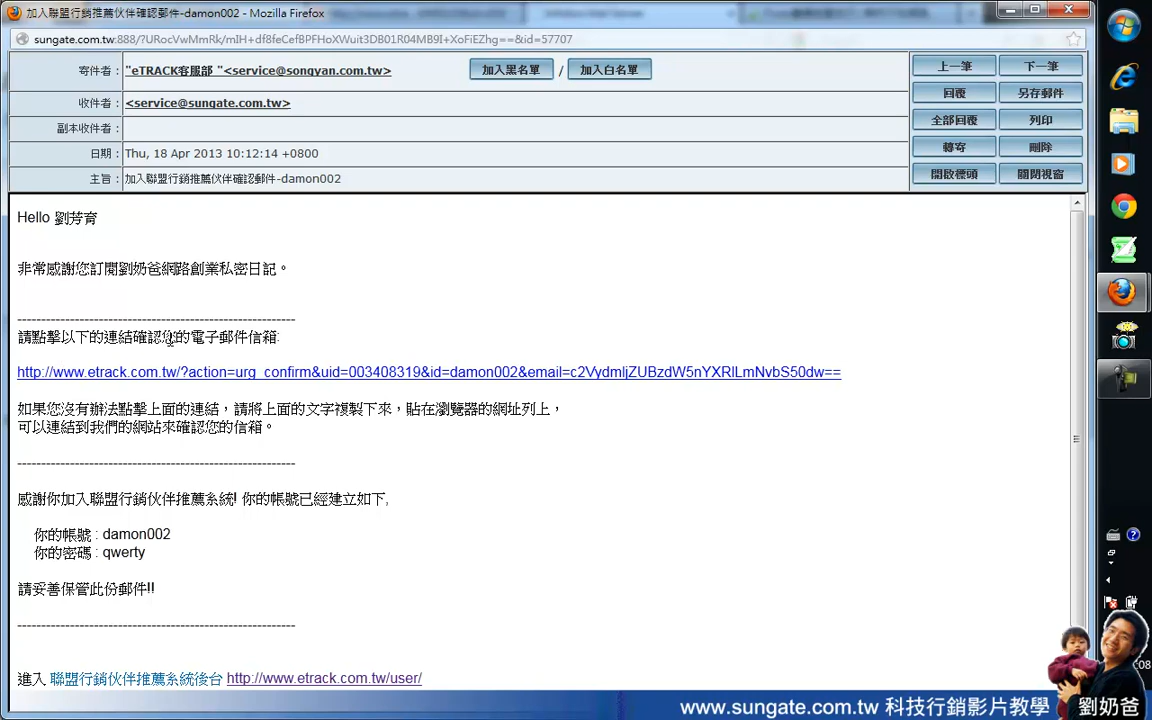 加入聯盟行銷推薦伙伴確認郵件-damon002 - Mozilla Firefox
sungate.com.tw:888/?URocVwMmRk/mIH+df8feCefBPFHoXWuit3DB01R04MB9I+XoFiEZhg==&id=57707
寄件者： "eTRACK客服部 "<service@songyan.com.tw> 加入黑名單 / 加入白名單
收件者： <service@sungate.com.tw>
副本收件者：
日期： Thu, 18 Apr 2013 10:12:14 +0800
主旨： 加入聯盟行銷推薦伙伴確認郵件-damon002
上一筆 下一筆
回覆 另存郵件
全部回覆 列印
轉寄 刪除
開啟標頭 關閉視窗
Hello 劉芳育
非常感謝您訂閱劉奶爸網路創業私密日記。
-----------------------------------------------------------
請點擊以下的連結確認您的電子郵件信箱:
http://www.etrack.com.tw/?action=urg_confirm&uid=003408319&id=damon002&email=c2VydmljZUBzdW5nYXRlLmNvbS50dw==
如果您沒有辦法點擊上面的連結，請將上面的文字複製下來，貼在瀏覽器的網址列上，
可以連結到我們的網站來確認您的信箱。
-----------------------------------------------------------
感謝你加入聯盟行銷伙伴推薦系統! 你的帳號已經建立如下,
你的帳號 : damon002
你的密碼 : qwerty
請妥善保管此份郵件!!
-----------------------------------------------------------
進入 聯盟行銷伙伴推薦系統後台 http://www.etrack.com.tw/user/
www.sungate.com.tw 科技行銷影片教學
劉奶爸